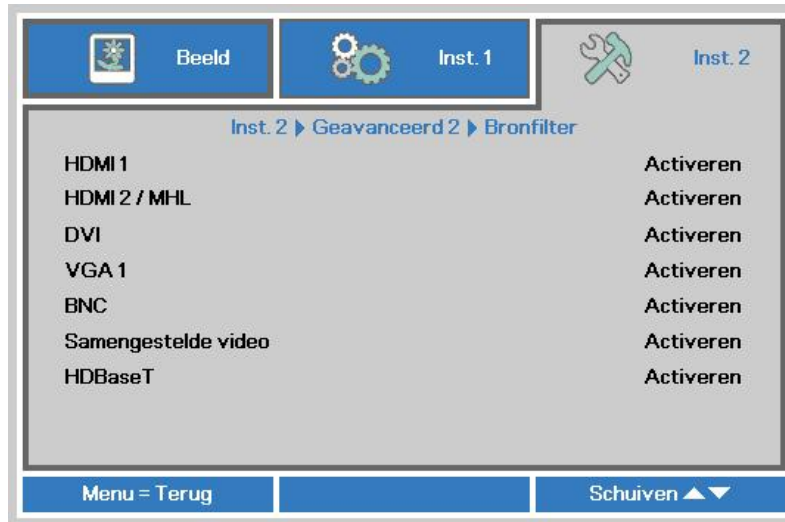 Beeld Inst. 1 Inst. 2
Inst. 2 ▶ Geavanceerd 2 ▶ Bronfilter
HDMI 1 Activeren
HDMI 2 / MHL Activeren
DVI Activeren
VGA 1 Activeren
BNC Activeren
Samengestelde video Activeren
HDBaseT Activeren
Menu = Terug Schuiven ▲▼